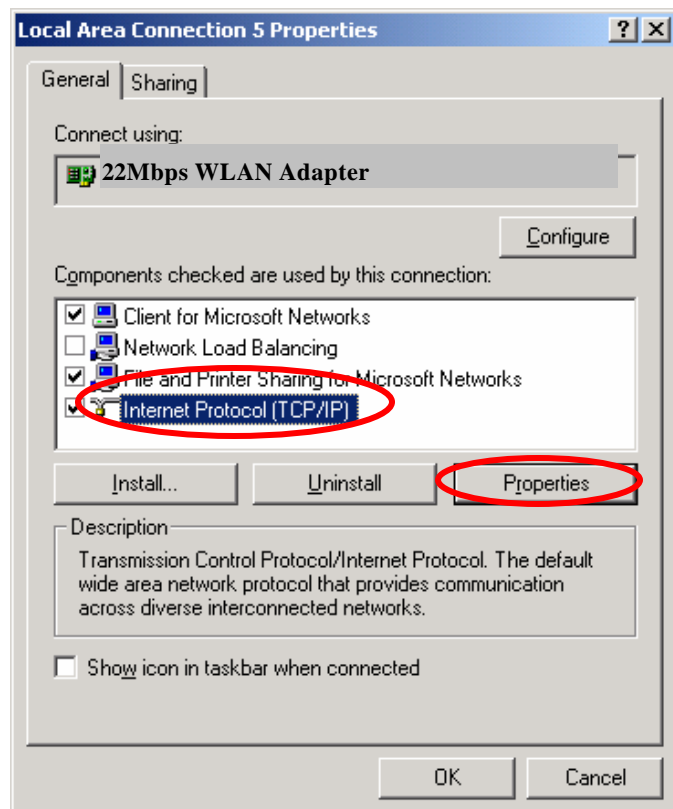 Local Area Connection 5 Properties ? X
General Sharing
Connect using:
22Mbps WLAN Adapter
Configure
Components checked are used by this connection:
Client for Microsoft Networks
Network Load Balancing
File and Printer Sharing for Microsoft Networks
Internet Protocol (TCP/IP)
Install... Uninstall Properties
Description
Transmission Control Protocol/Internet Protocol. The default
wide area network protocol that provides communication
across diverse interconnected networks.
Show icon in taskbar when connected
OK Cancel